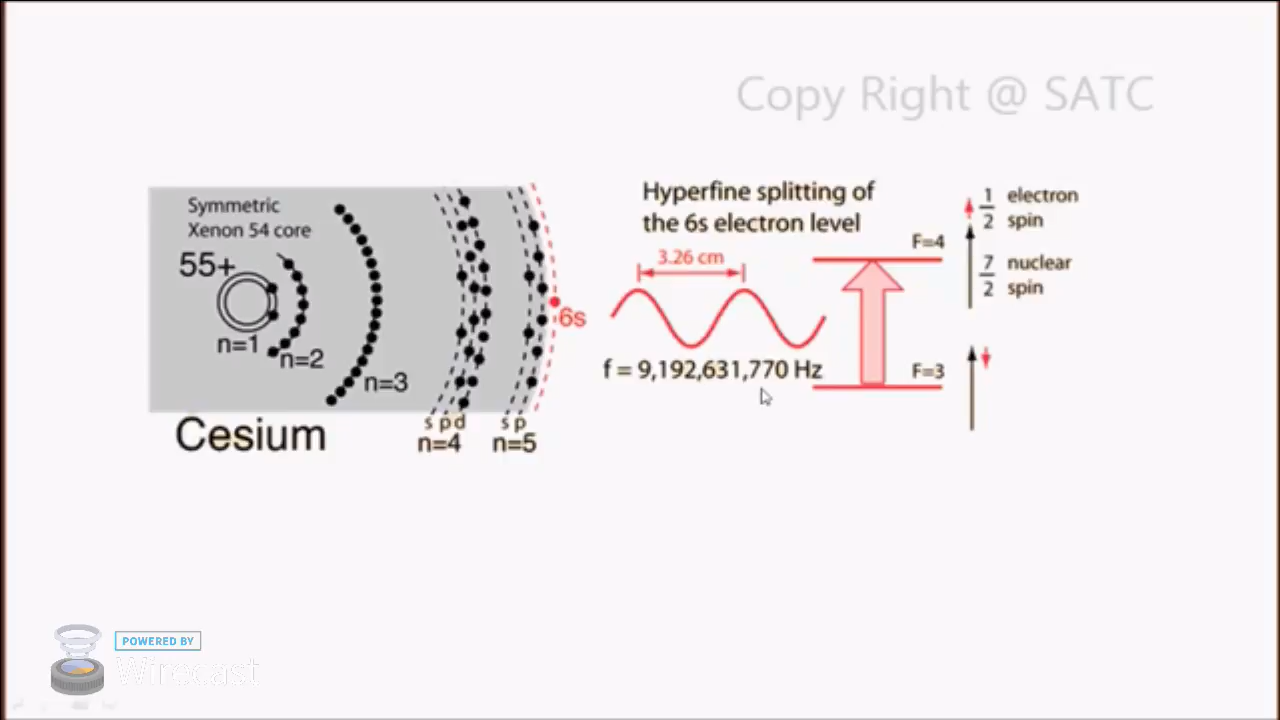 Copy Right @ SATC
Symmetric
Xenon 54 core
55+
n=1
n=2
n=3
s p d
n=4
s p
n=5
6s
Cesium
Hyperfine splitting of
the 6s electron level
3.26 cm
f = 9,192,631,770 Hz
F=4
F=3
1/2 electron
spin
7/2 nuclear
spin
POWERED BY
Wirecast